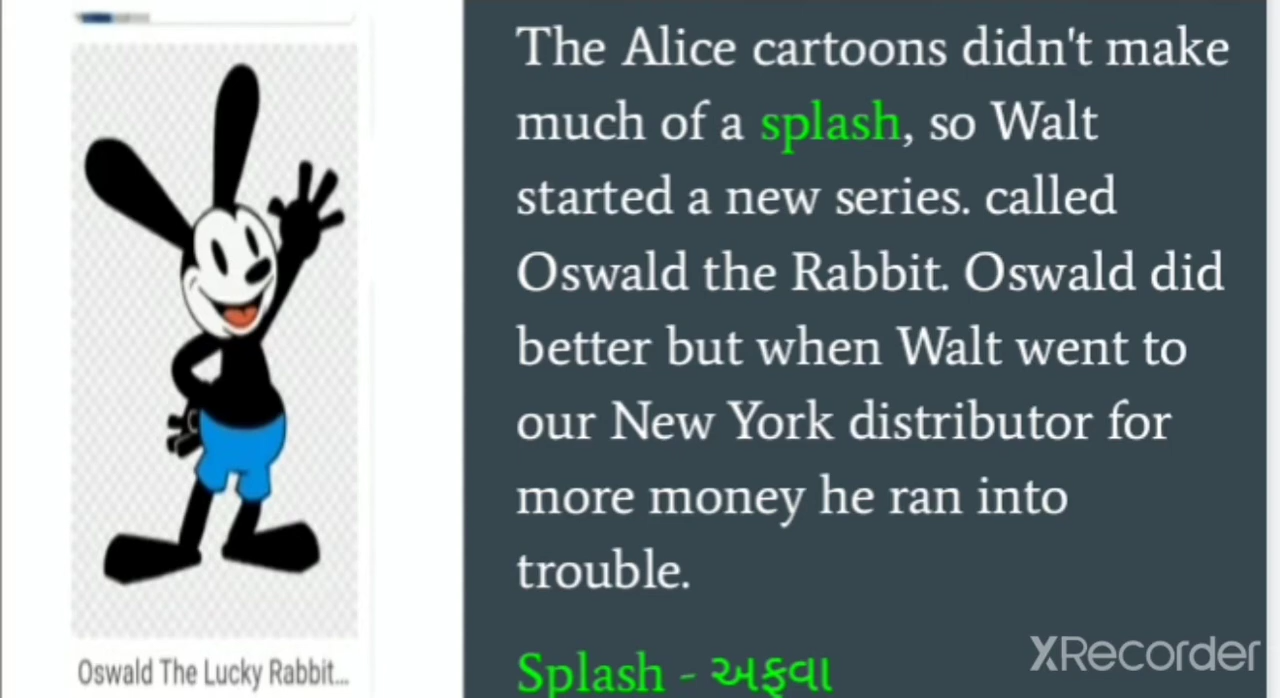 The Alice cartoons didn't make
much of a splash, so Walt
started a new series. called
Oswald the Rabbit. Oswald did
better but when Walt went to
our New York distributor for
more money he ran into
trouble.
Splash - અફવા
Oswald The Lucky Rabbit...
XRecorder